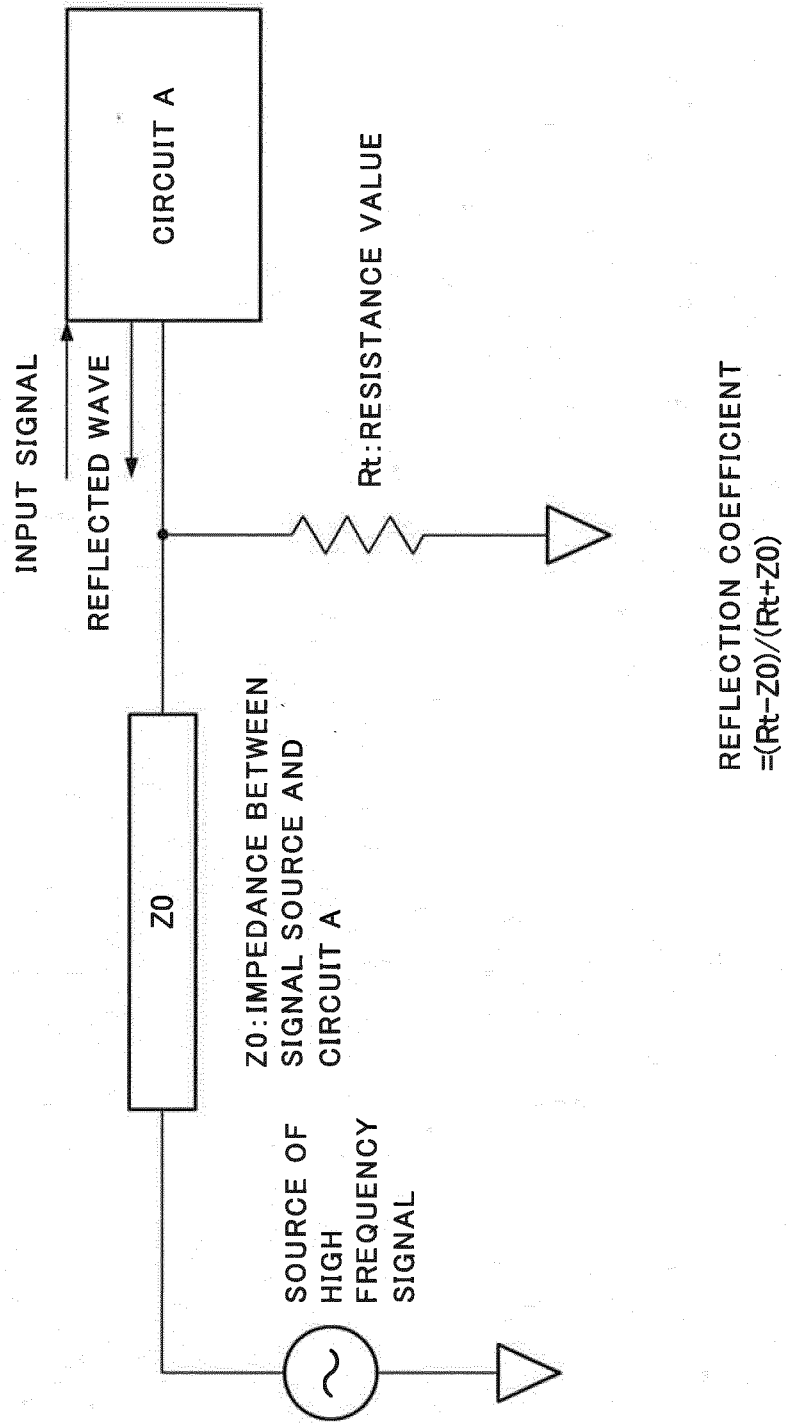 INPUT SIGNAL
REFLECTED WAVE
CIRCUIT A
Z0
Z0:IMPEDANCE BETWEEN
SIGNAL SOURCE AND
CIRCUIT A
Rt:RESISTANCE VALUE
SOURCE OF
HIGH
FREQUENCY
SIGNAL
~
REFLECTION COEFFICIENT
=(Rt-Z0)/(Rt+Z0)